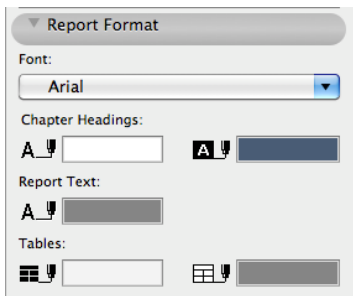 Report Format
Font:
Arial
Chapter Headings:
A A
Report Text:
A
Tables: